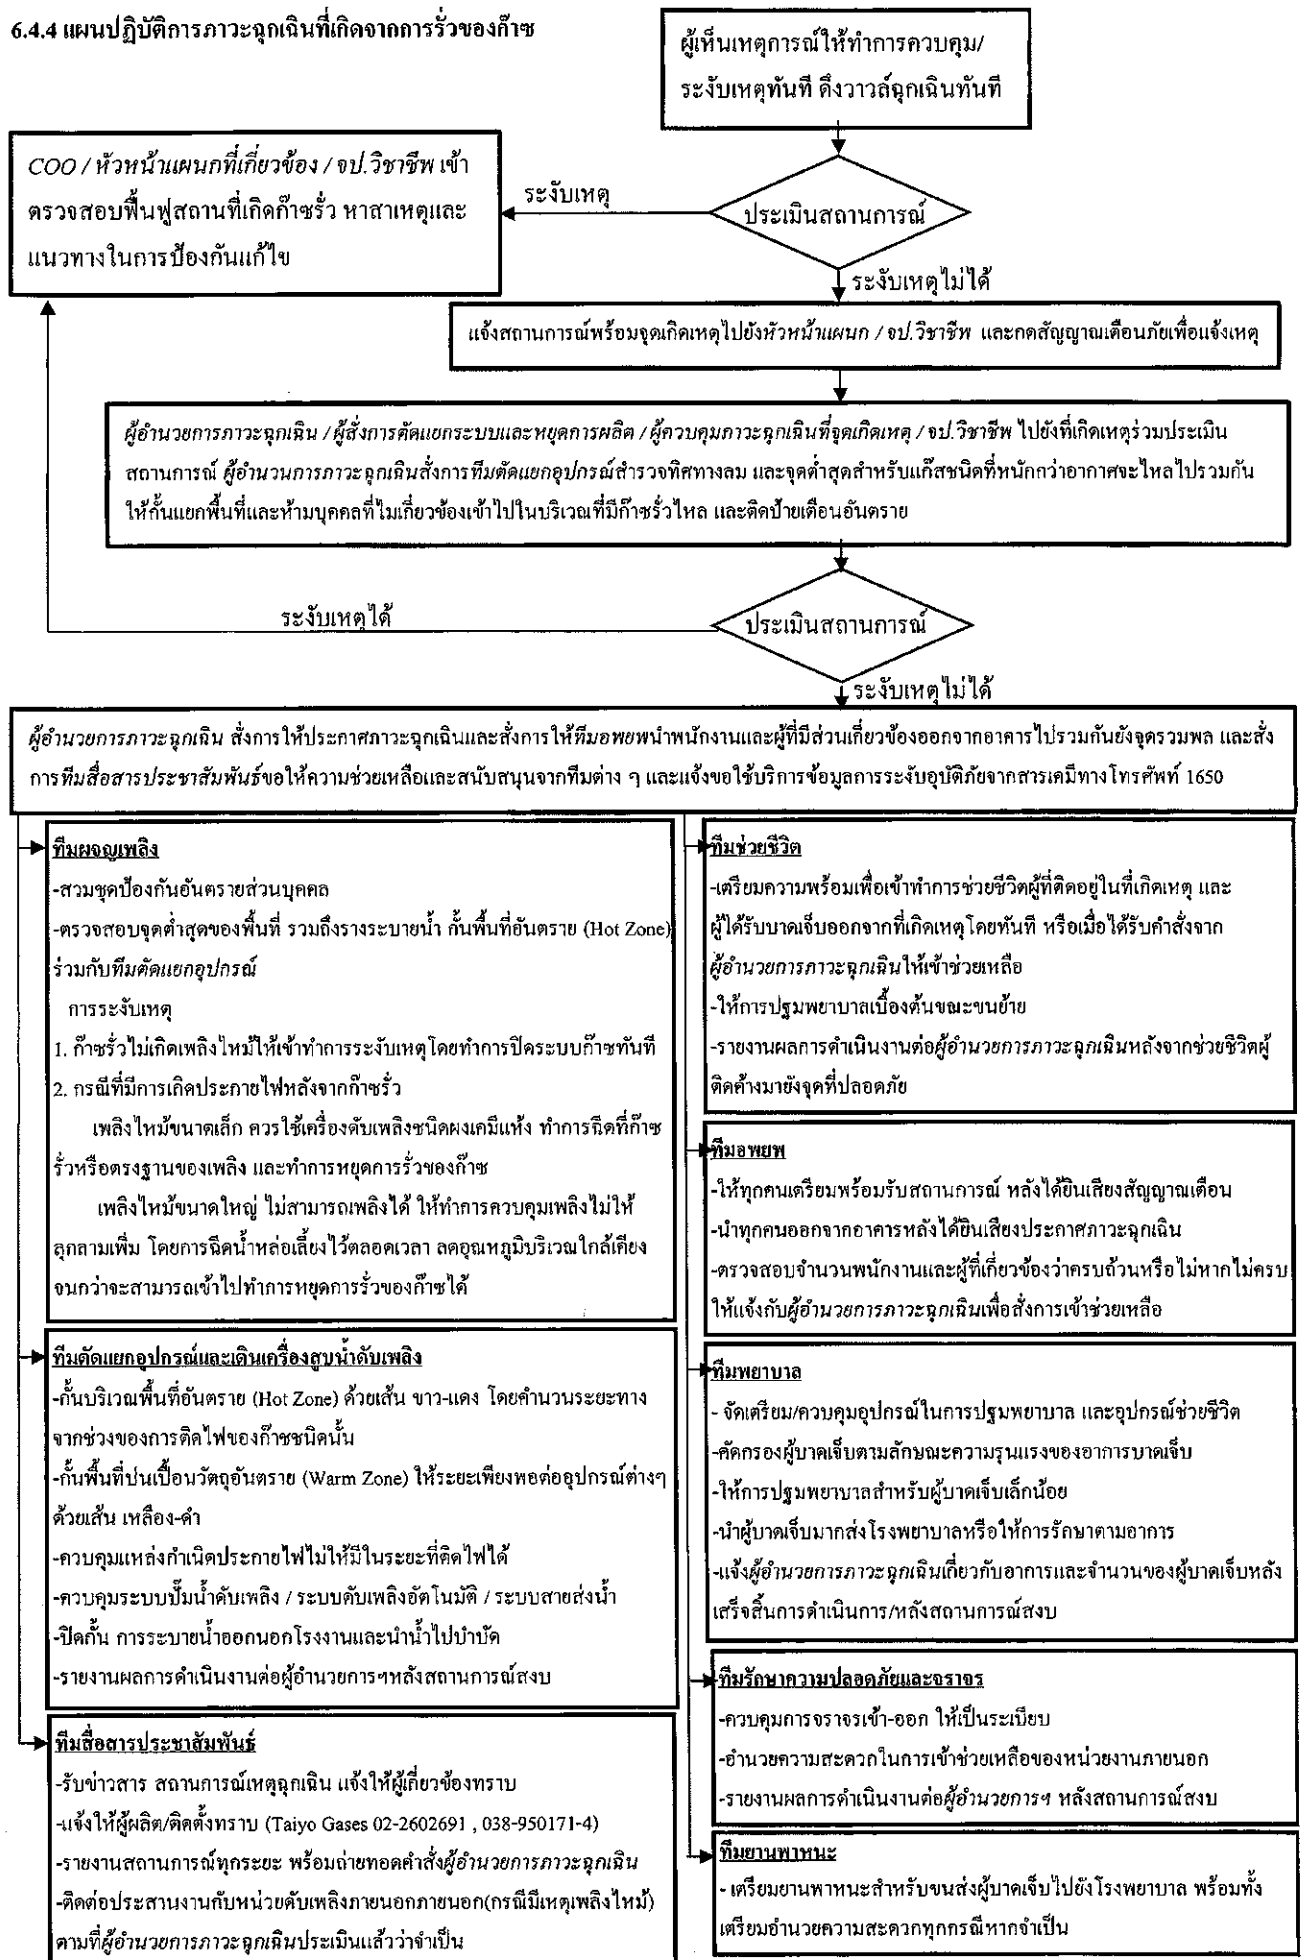 6.4.4 แผนปฏิบัติการภาวะฉุกเฉินที่เกิดจากการรั่วของก๊าซ
ผู้เห็นเหตุการณ์ให้ทำการควบคุม/
ระงับเหตุทันที ดึงวาวล์ฉุกเฉินทันที
COO / หัวหน้าแผนกที่เกี่ยวข้อง / จป.วิชาชีพ เข้า
ตรวจสอบฟื้นฟูสถานที่เกิดก๊าซรั่ว หาสาเหตุและ
แนวทางในการป้องกันแก้ไข
ระงับเหตุ
ประเมินสถานการณ์
ระงับเหตุไม่ได้
แจ้งสถานการณ์พร้อมจุดเกิดเหตุไปยังหัวหน้าแผนก / จป.วิชาชีพ และกดสัญญาณเตือนภัยเพื่อแจ้งเหตุ
ผู้อำนวยการภาวะฉุกเฉิน / ผู้สั่งการตัดแยกระบบและหยุดการผลิต / ผู้ควบคุมภาวะฉุกเฉินที่จุดเกิดเหตุ / จป.วิชาชีพ ไปยังที่เกิดเหตุร่วมประเมิน
สถานการณ์ ผู้อำนวนการภาวะฉุกเฉินสั่งการทีมตัดแยกอุปกรณ์สำรวจทิศทางลม และจุดต่ำสุดสำหรับแก๊สชนิดที่หนักกว่าอากาศจะไหลไปรวมกัน
ให้กั้นแยกพื้นที่และห้ามบุคคลที่ไม่เกี่ยวข้องเข้าไปในบริเวณที่มีก๊าซรั่วไหล และติดป้ายเตือนอันตราย
ระงับเหตุได้
ประเมินสถานการณ์
ระงับเหตุไม่ได้
ผู้อำนวยการภาวะฉุกเฉิน สั่งการให้ประกาศภาวะฉุกเฉินและสั่งการให้ทีมอพยพนำพนักงานและผู้ที่มีส่วนเกี่ยวข้องออกจากอาคารไปรวมกันยังจุดรวมพล และสั่ง
การทีมสื่อสารประชาสัมพันธ์ขอให้ความช่วยเหลือและสนับสนุนจากทีมต่าง ๆ และแจ้งขอใช้บริการข้อมูลการระงับอุบัติภัยจากสารเคมีทางโทรศัพท์ 1650
ทีมผจญเพลิง
-สวมชุดป้องกันอันตรายส่วนบุคคล
-ตรวจสอบจุดต่ำสุดของพื้นที่ รวมถึงรางระบายน้ำ กั้นพื้นที่อันตราย (Hot Zone)
ร่วมกับทีมตัดแยกอุปกรณ์
การระงับเหตุ
1. ก๊าซรั่วไม่เกิดเพลิงไหม้ให้เข้าทำการระงับเหตุโดยทำการปิดระบบก๊าซทันที
2. กรณีที่มีการเกิดประกายไฟหลังจากก๊าซรั่ว
เพลิงไหม้ขนาดเล็ก ควรใช้เครื่องดับเพลิงชนิดผงเคมีแห้ง ทำการฉีดที่ก๊าซ
รั่วหรือตรงฐานของเพลิง และทำการหยุดการรั่วของก๊าซ
เพลิงไหม้ขนาดใหญ่ ไม่สามารถเพลิงได้ ให้ทำการควบคุมเพลิงไม่ให้
ลุกลามเพิ่ม โดยการฉีดน้ำหล่อเลี้ยงไว้ตลอดเวลา ลดอุณหภูมิบริเวณใกล้เคียง
จนกว่าจะสามารถเข้าไปทำการหยุดการรั่วของก๊าซได้
ทีมตัดแยกอุปกรณ์และเดินเครื่องสูบน้ำดับเพลิง
-กั้นบริเวณพื้นที่อันตราย (Hot Zone) ด้วยเส้น ขาว-แดง โดยคำนวนระยะทาง
จากช่วงของการติดไฟของก๊าซชนิดนั้น
-กั้นพื้นที่ปนเปื้อนวัตถุอันตราย (Warm Zone) ให้ระยะเพียงพอต่ออุปกรณ์ต่างๆ
ด้วยเส้น เหลือง-ดำ
-ควบคุมแหล่งกำเนิดประกายไฟไม่ให้มีในระยะที่ติดไฟได้
-ควบคุมระบบปั๊มน้ำดับเพลิง / ระบบดับเพลิงอัตโนมัติ / ระบบสายส่งน้ำ
-ปิดกั้น การระบายน้ำออกนอกโรงงานและนำน้ำไปบำบัด
-รายงานผลการดำเนินงานต่อผู้อำนวยการฯหลังสถานการณ์สงบ
ทีมสื่อสารประชาสัมพันธ์
-รับข่าวสาร สถานการณ์เหตุฉุกเฉิน แจ้งให้ผู้เกี่ยวข้องทราบ
-แจ้งให้ผู้ผลิต/ติดตั้งทราบ (Taiyo Gases 02-2602691 , 038-950171-4)
-รายงานสถานการณ์ทุกระยะ พร้อมถ่ายทอดคำสั่งผู้อำนวยการภาวะฉุกเฉิน
-ติดต่อประสานงานกับหน่วยดับเพลิงภายนอกภายนอก(กรณีมีเหตุเพลิงไหม้)
ตามที่ผู้อำนวยการภาวะฉุกเฉินประเมินแล้วว่าจำเป็น
ทีมช่วยชีวิต
-เตรียมความพร้อมเพื่อเข้าทำการช่วยชีวิตผู้ที่ติดอยู่ในที่เกิดเหตุ และ
ผู้ได้รับบาดเจ็บออกจากที่เกิดเหตุโดยทันที หรือเมื่อได้รับคำสั่งจาก
ผู้อำนวยการภาวะฉุกเฉินให้เข้าช่วยเหลือ
-ให้การปฐมพยาบาลเบื้องต้นขณะขนย้าย
-รายงานผลการดำเนินงานต่อผู้อำนวยการภาวะฉุกเฉินหลังจากช่วยชีวิตผู้
ติดค้างมายังจุดที่ปลอดภัย
ทีมอพยพ
-ให้ทุกคนเตรียมพร้อมรับสถานการณ์ หลังได้ยินเสียงสัญญาณเตือน
-นำทุกคนออกจากอาคารหลังได้ยินเสียงประกาศภาวะฉุกเฉิน
-ตรวจสอบจำนวนพนักงานและผู้ที่เกี่ยวข้องว่าครบถ้วนหรือไม่หากไม่ครบ
ให้แจ้งกับผู้อำนวยการภาวะฉุกเฉินเพื่อสั่งการเข้าช่วยเหลือ
ทีมพยาบาล
- จัดเตรียม/ควบคุมอุปกรณ์ในการปฐมพยาบาล และอุปกรณ์ช่วยชีวิต
-คัดกรองผู้บาดเจ็บตามลักษณะความรุนแรงของอาการบาดเจ็บ
-ให้การปฐมพยาบาลสำหรับผู้บาดเจ็บเล็กน้อย
-นำผู้บาดเจ็บมากส่งโรงพยาบาลหรือให้การรักษาตามอาการ
-แจ้งผู้อำนวยการภาวะฉุกเฉินเกี่ยวกับอาการและจำนวนของผู้บาดเจ็บหลัง
เสร็จสิ้นการดำเนินการ/หลังสถานการณ์สงบ
ทีมรักษาความปลอดภัยและจราจร
-ควบคุมการจราจรเข้า-ออก ให้เป็นระเบียบ
-อำนวยความสะดวกในการเข้าช่วยเหลือของหน่วยงานภายนอก
-รายงานผลการดำเนินงานต่อผู้อำนวยการฯ หลังสถานการณ์สงบ
ทีมยานพาหนะ
- เตรียมยานพาหนะสำหรับขนส่งผู้บาดเจ็บไปยังโรงพยาบาล พร้อมทั้ง
เตรียมอำนวยความสะดวกทุกกรณีหากจำเป็น